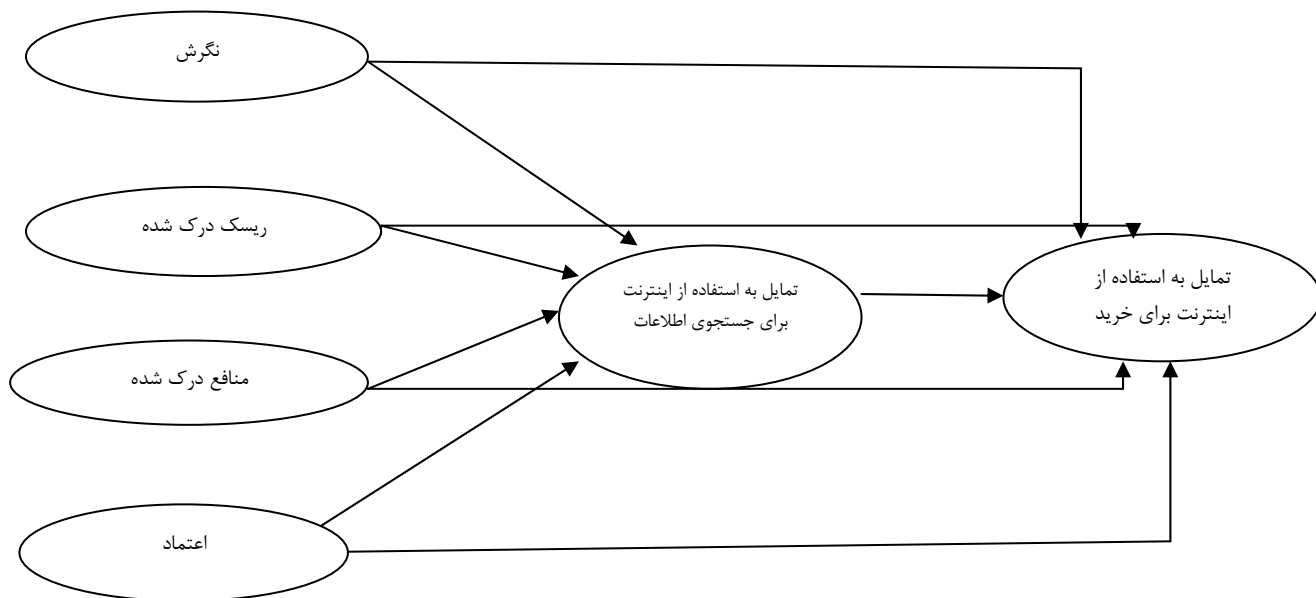 نگرش
ریسک درک شده
منافع درک شده
اعتماد
تمایل به استفاده از اینترنت
برای جستجوی اطلاعات
تمایل به استفاده از
اینترنت برای خرید